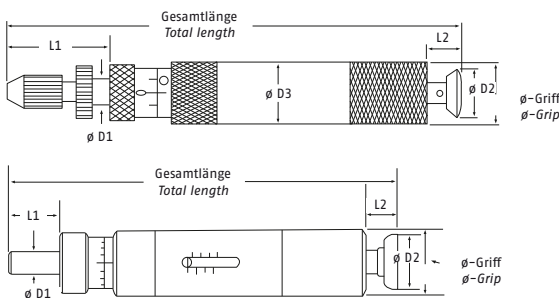 Gesamtlänge
Total length
L1
L2
ø D3
ø D2
ø D1
ø-Griff
ø-Grip
Gesamtlänge
Total length
L1
L2
ø D2
ø D1
ø-Griff
ø-Grip